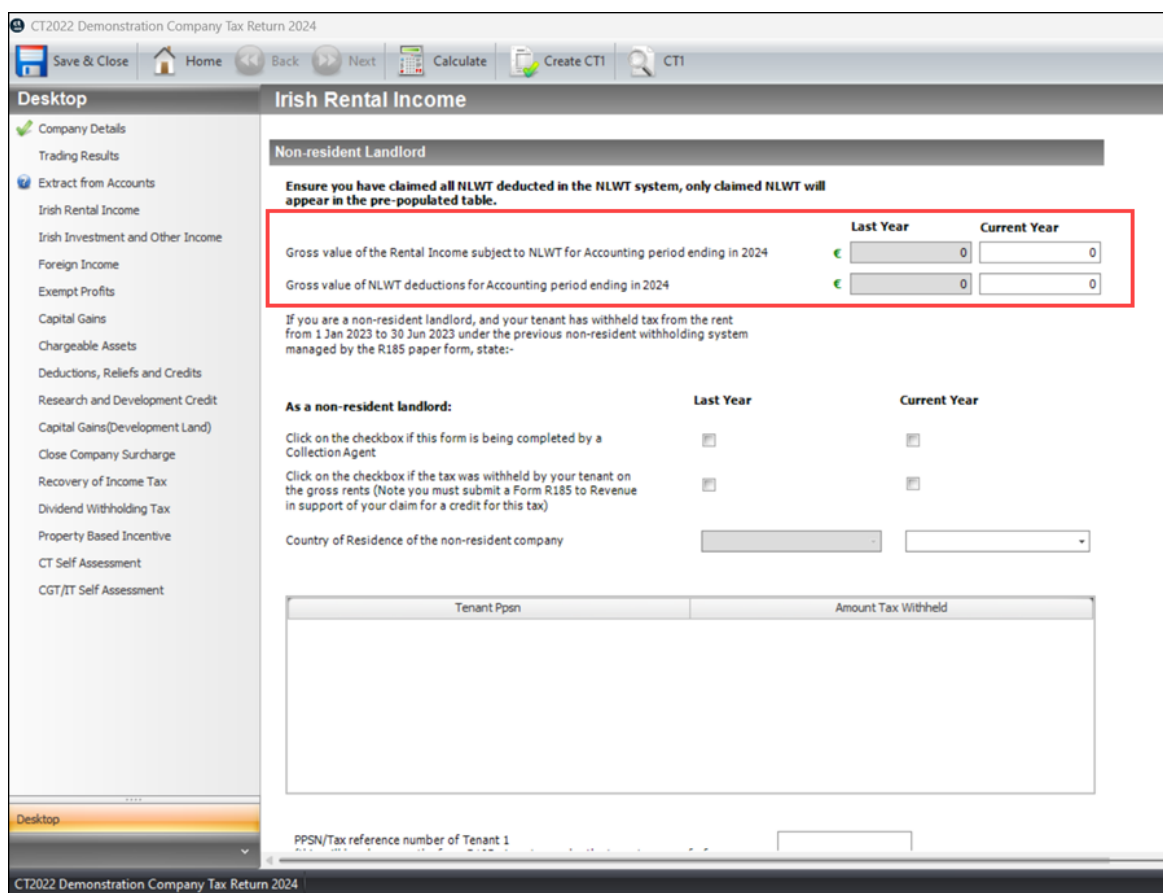 CT2022 Demonstration Company Tax Return 2024
Save & Close Home Back Next Calculate Create CT1 CT1
Desktop
Company Details
Trading Results
Extract from Accounts
Irish Rental Income
Irish Investment and Other Income
Foreign Income
Exempt Profits
Capital Gains
Chargeable Assets
Deductions, Reliefs and Credits
Research and Development Credit
Capital Gains(Development Land)
Close Company Surcharge
Recovery of Income Tax
Dividend Withholding Tax
Property Based Incentive
CT Self Assessment
CGT/IT Self Assessment
Desktop
Irish Rental Income
Non-resident Landlord
Ensure you have claimed all NLWT deducted in the NLWT system, only claimed NLWT will
appear in the pre-populated table.
Last Year Current Year
Gross value of the Rental Income subject to NLWT for Accounting period ending in 2024 € 0 0
Gross value of NLWT deductions for Accounting period ending in 2024 € 0 0
If you are a non-resident landlord, and your tenant has withheld tax from the rent
from 1 Jan 2023 to 30 Jun 2023 under the previous non-resident withholding system
managed by the R185 paper form, state:-
As a non-resident landlord: Last Year Current Year
Click on the checkbox if this form is being completed by a
Collection Agent
Click on the checkbox if the tax was withheld by your tenant on
the gross rents (Note you must submit a Form R185 to Revenue
in support of your claim for a credit for this tax)
Country of Residence of the non-resident company
Tenant Ppsn Amount Tax Withheld
PPSN/Tax reference number of Tenant 1
CT2022 Demonstration Company Tax Return 2024